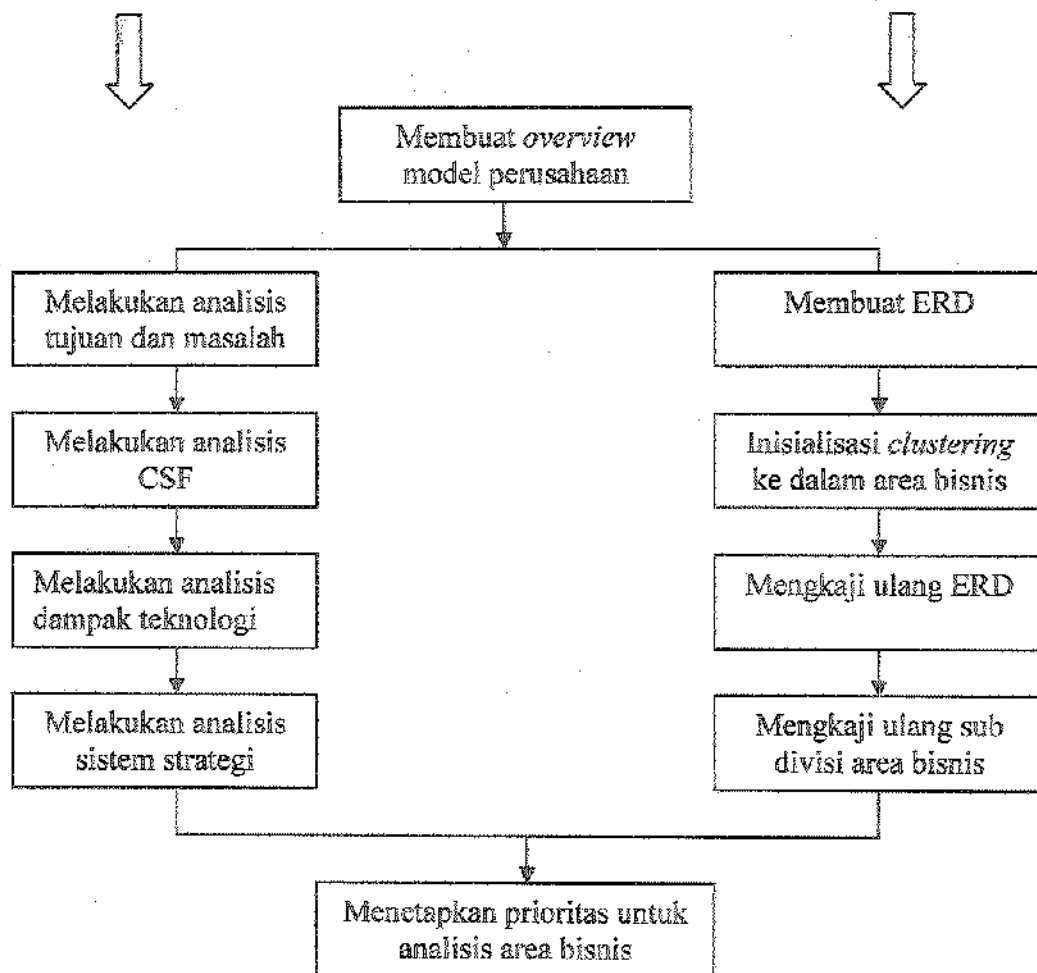 Membuat overview
model perusahaan
Melakukan analisis
tujuan dan masalah
Melakukan analisis
CSF
Melakukan analisis
dampak teknologi
Melakukan analisis
sistem strategi
Membuat ERD
Inisialisasi clustering
ke dalam area bisnis
Mengkaji ulang ERD
Mengkaji ulang sub
divisi area bisnis
Menetapkan prioritas untuk
analisis area bisnis